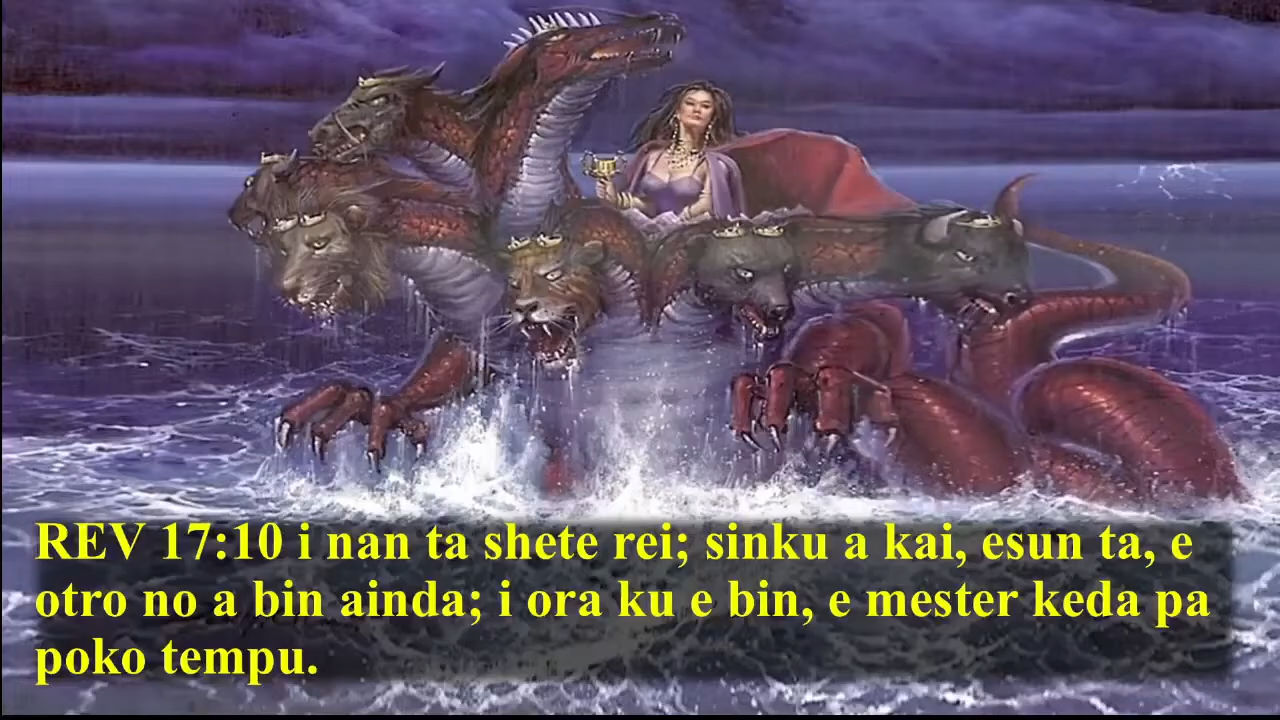 REV 17:10 i nan ta shete rei; sinku a kai, esun ta, e
otro no a bin ainda; i ora ku e bin, e mester keda pa
poko tempu.